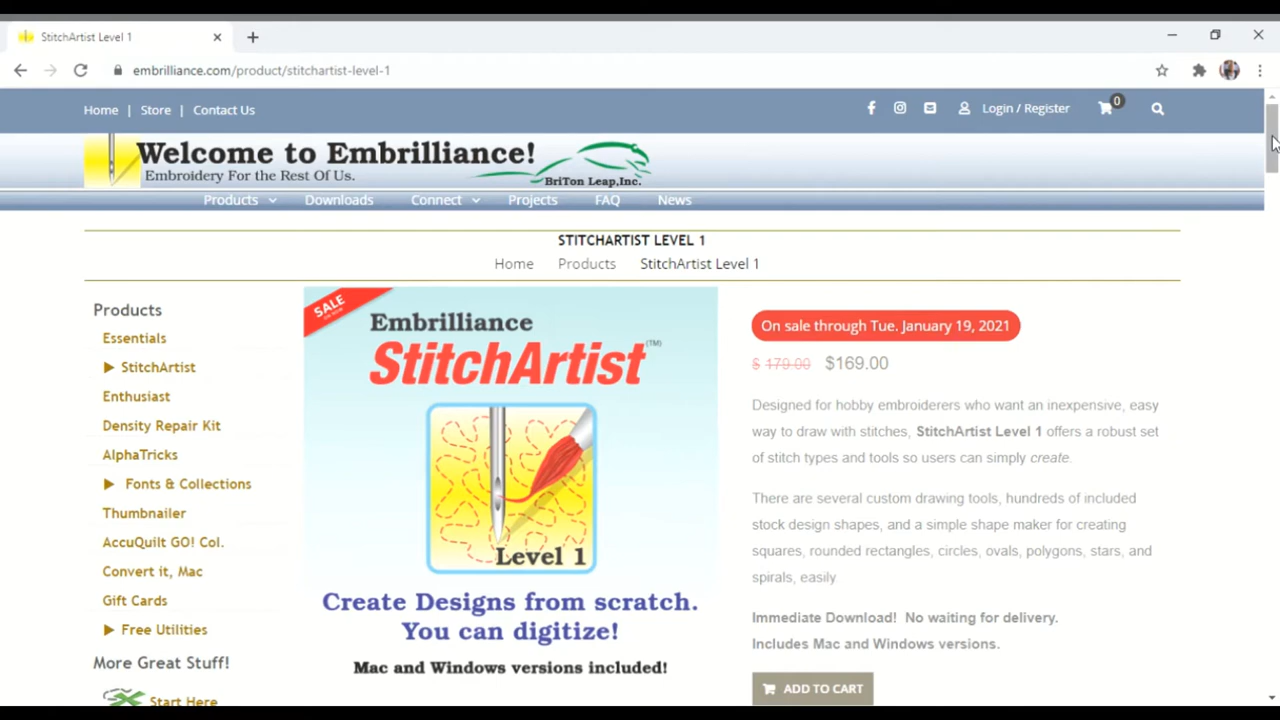 StitchArtist Level 1
embrilliance.com/product/stitchartist-level-1
Home | Store | Contact Us
Login / Register
0
Welcome to Embrilliance!
Embroidery For the Rest Of Us.
BriTon Leap,Inc.
Products
Downloads
Connect
Projects
FAQ
News
STITCHARTIST LEVEL 1
Home Products StitchArtist Level 1
Products
Essentials
StitchArtist
Enthusiast
Density Repair Kit
AlphaTricks
Fonts & Collections
Thumbnailer
AccuQuilt GO! Col.
Convert it, Mac
Gift Cards
Free Utilities
More Great Stuff!
Start Here
SALE
Embrilliance
StitchArtist
(TM)
Level 1
Create Designs from scratch.
You can digitize!
Mac and Windows versions included!
On sale through Tue. January 19, 2021
$ 179.00 $169.00
Designed for hobby embroiderers who want an inexpensive, easy
way to draw with stitches, StitchArtist Level 1 offers a robust set
of stitch types and tools so users can simply create.
There are several custom drawing tools, hundreds of included
stock design shapes, and a simple shape maker for creating
squares, rounded rectangles, circles, ovals, polygons, stars, and
spirals, easily
Immediate Download! No waiting for delivery.
Includes Mac and Windows versions.
ADD TO CART